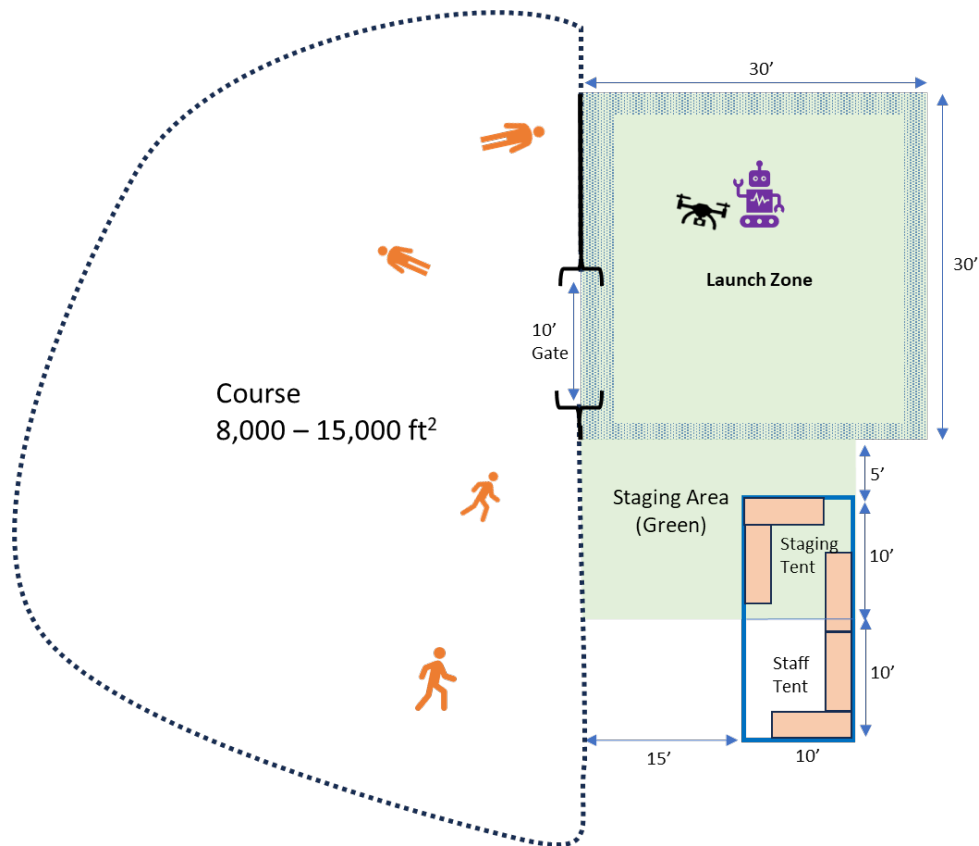 30’
Launch Zone
30’
10’
Gate
Course
8,000 – 15,000 ft²
5’
Staging Area
(Green)
Staging
Tent
10’
Staff
Tent
10’
15’
10’